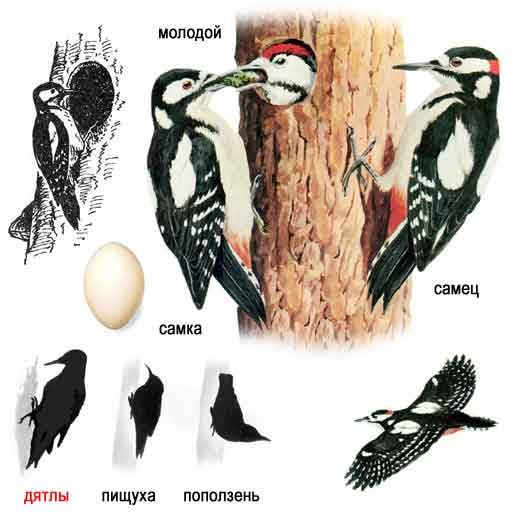 молодой
самец
самка
дятлы пищуха поползень